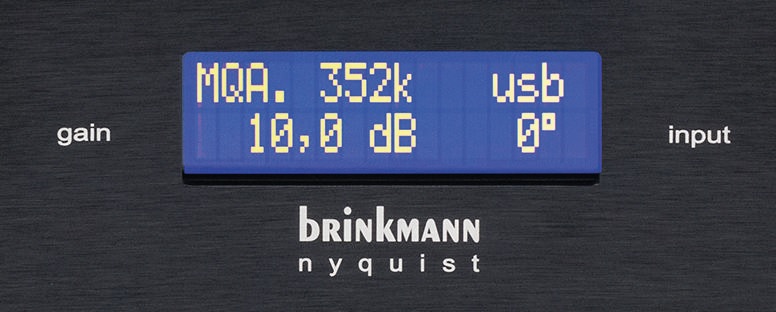 MQA. 352k usb
10,0 dB 0°
gain
input
brinkmann
nyquist